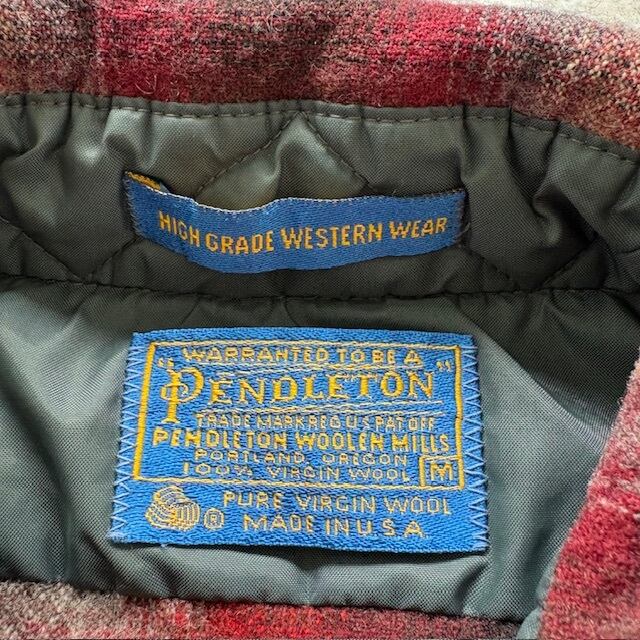 HIGH GRADE WESTERN WEAR
WARRANTED TO BE A
"PENDLETON"
TRADE MARK REG U.S. PAT OFF
PENDLETON WOOLEN MILLS
PORTLAND, OREGON
100% VIRGIN WOOL M
® PURE VIRGIN WOOL
MADE IN U.S.A.